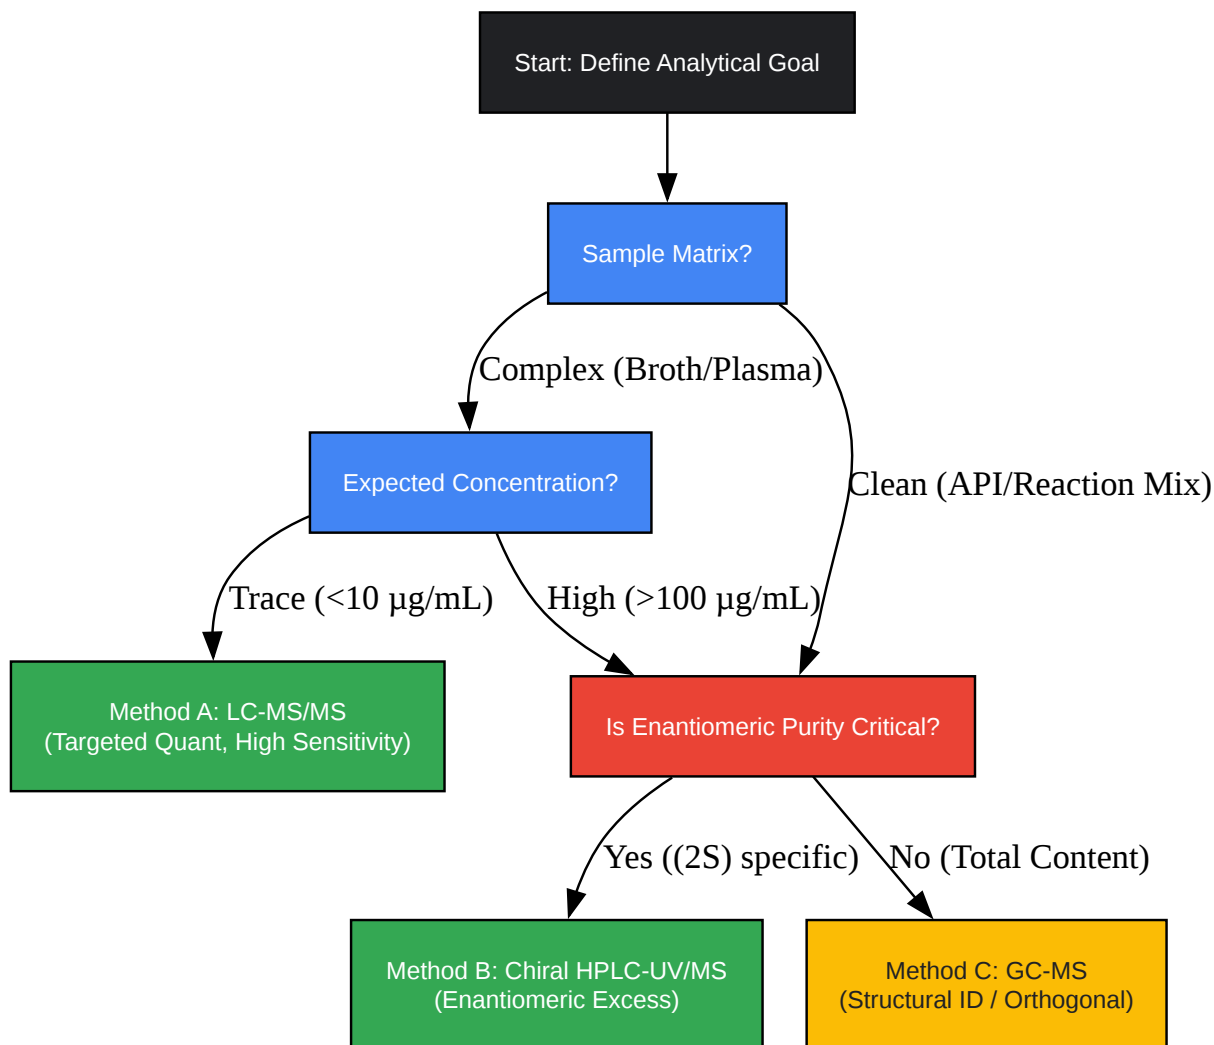 Start: Define Analytical Goal
Sample Matrix?
Complex (Broth/Plasma)
Expected Concentration?
Clean (API/Reaction Mix)
Trace (<10 µg/mL)
High (>100 µg/mL)
Method A: LC-MS/MS
(Targeted Quant, High Sensitivity)
Is Enantiomeric Purity Critical?
Yes ((2S) specific)
No (Total Content)
Method B: Chiral HPLC-UV/MS
(Enantiomeric Excess)
Method C: GC-MS
(Structural ID / Orthogonal)